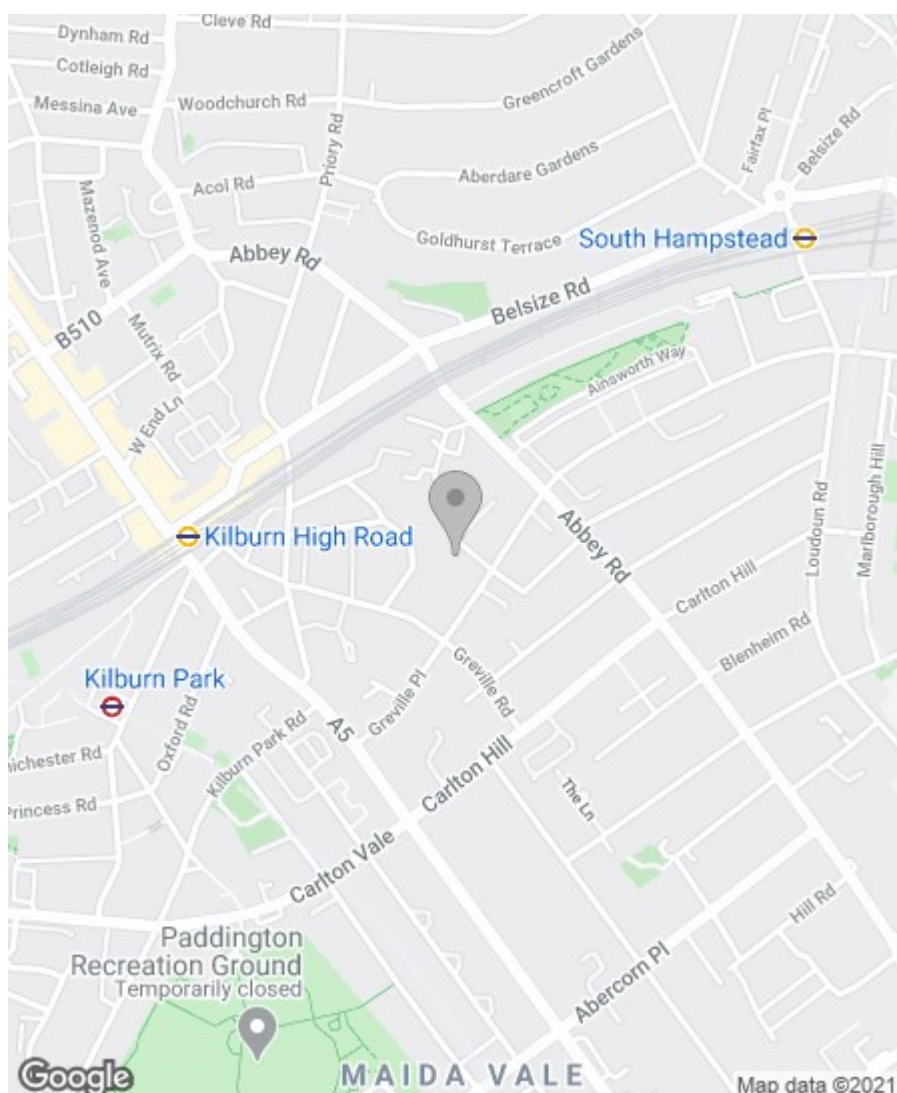 Cleve Rd
Dynham Rd
Cotleigh Rd
Messina Ave
Woodchurch Rd
Greencroft Gardens
Priory Rd
Fairfax Pl
Belsize Rd
Acol Rd
Aberdare Gardens
Mazenod Ave
Goldhurst Terrace
South Hampstead
Abbey Rd
Belsize Rd
B510
Mutrix Rd
Ainsworth Way
W End Ln
Kilburn High Road
Abbey Rd
Loudoun Rd
Marlborough Hill
Carlton Hill
Blenheim Rd
Kilburn Park
Greville Rd
Greville Pl
Oxford Rd
A5
Kilburn Park Rd
hichester Rd
Princess Rd
Carlton Hill
The Ln
Carlton Vale
Hill Rd
Paddington
Recreation Ground
Temporarily closed
Abercorn Pl
MAIDA VALE
Google
Map data ©2021